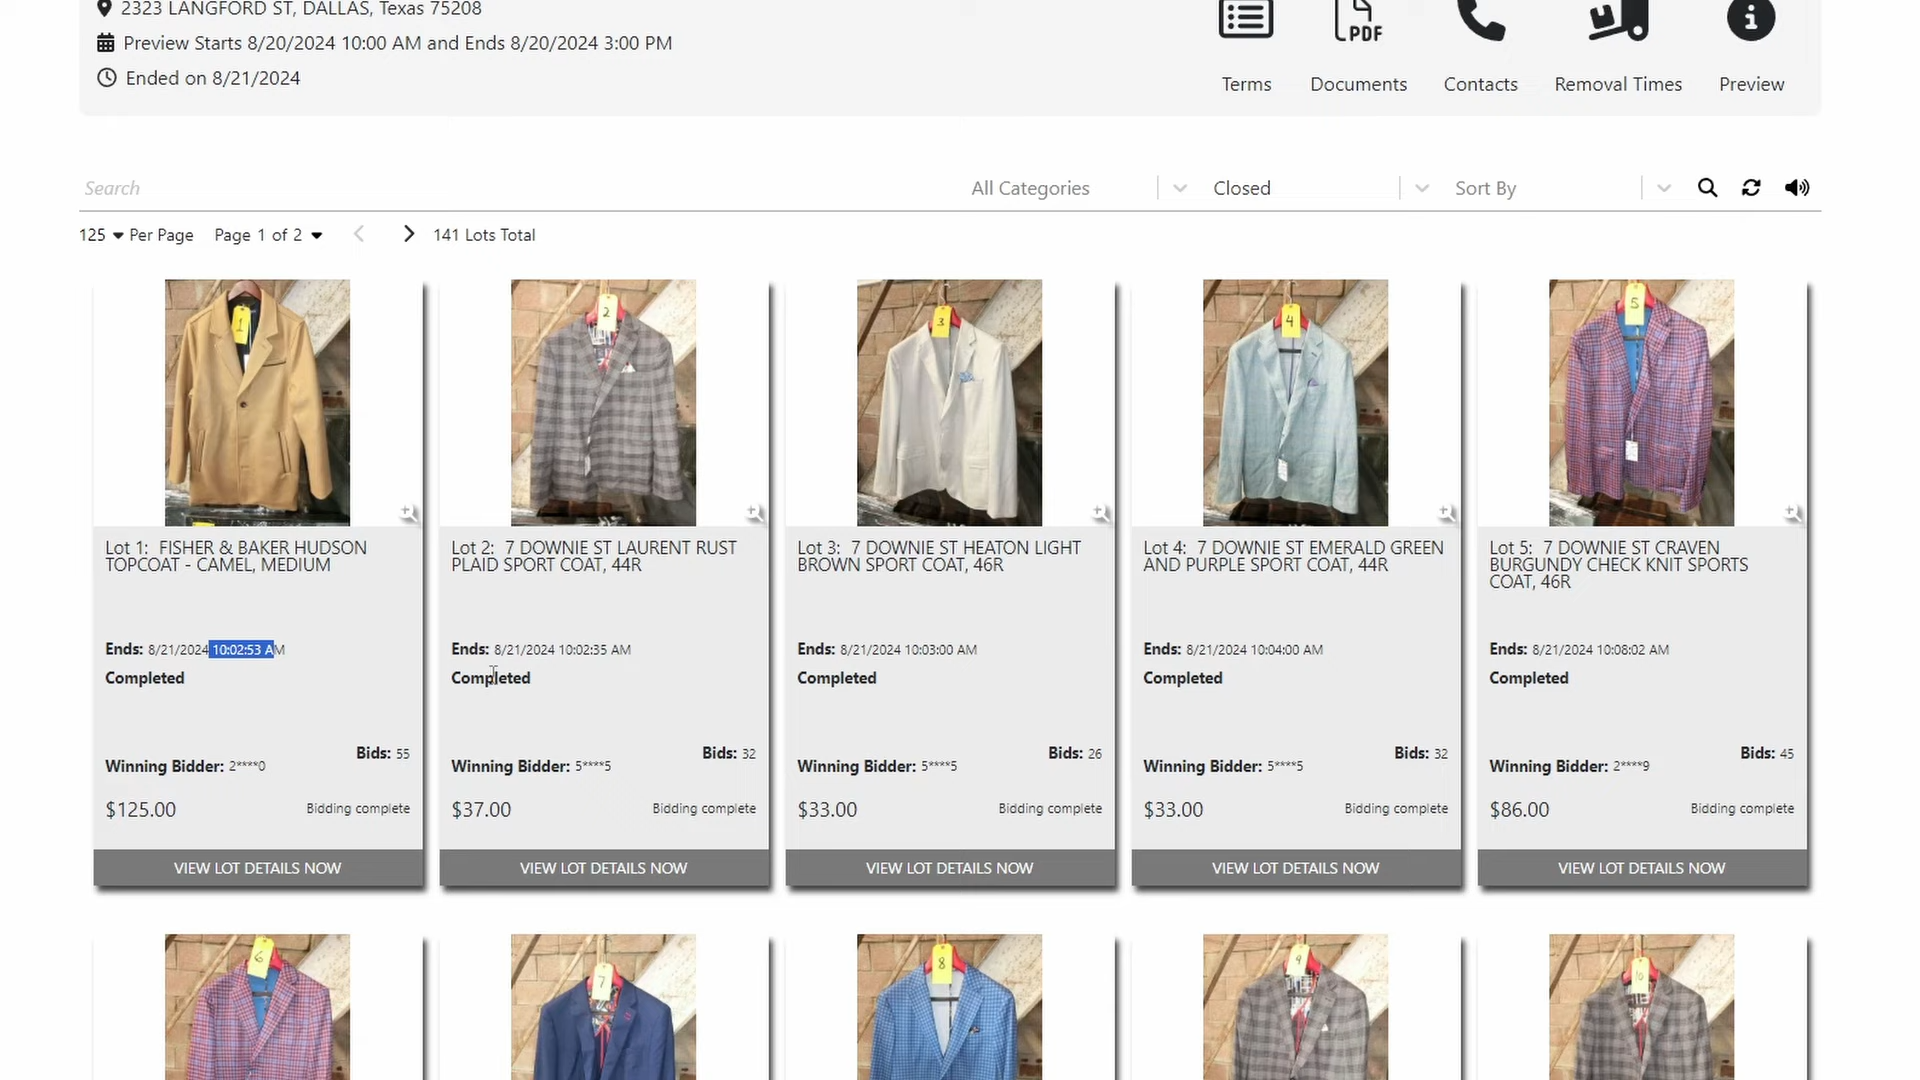 2323 LANGFORD ST, DALLAS, Texas 75208
Preview Starts 8/20/2024 10:00 AM and Ends 8/20/2024 3:00 PM
Ended on 8/21/2024
PDF
Terms
Documents
Contacts
Removal Times
Preview
Search
All Categories
Closed
Sort By
125 Per Page Page 1 of 2 141 Lots Total
1
2
3
4
5
Lot 1: FISHER & BAKER HUDSON
TOPCOAT - CAMEL, MEDIUM
Ends: 8/21/2024 10:02:53 AM
Completed
Bids: 55
Winning Bidder: 2****0
$125.00
Bidding complete
VIEW LOT DETAILS NOW
Lot 2: 7 DOWNIE ST LAURENT RUST
PLAID SPORT COAT, 44R
Ends: 8/21/2024 10:02:35 AM
Completed
Bids: 32
Winning Bidder: 5****5
$37.00
Bidding complete
VIEW LOT DETAILS NOW
Lot 3: 7 DOWNIE ST HEATON LIGHT
BROWN SPORT COAT, 46R
Ends: 8/21/2024 10:03:00 AM
Completed
Bids: 26
Winning Bidder: 5****5
$33.00
Bidding complete
VIEW LOT DETAILS NOW
Lot 4: 7 DOWNIE ST EMERALD GREEN
AND PURPLE SPORT COAT, 44R
Ends: 8/21/2024 10:04:00 AM
Completed
Bids: 32
Winning Bidder: 5****5
$33.00
Bidding complete
VIEW LOT DETAILS NOW
Lot 5: 7 DOWNIE ST CRAVEN
BURGUNDY CHECK KNIT SPORTS
COAT, 46R
Ends: 8/21/2024 10:08:02 AM
Completed
Bids: 45
Winning Bidder: 2****9
$86.00
Bidding complete
VIEW LOT DETAILS NOW
6
7
8
9
10